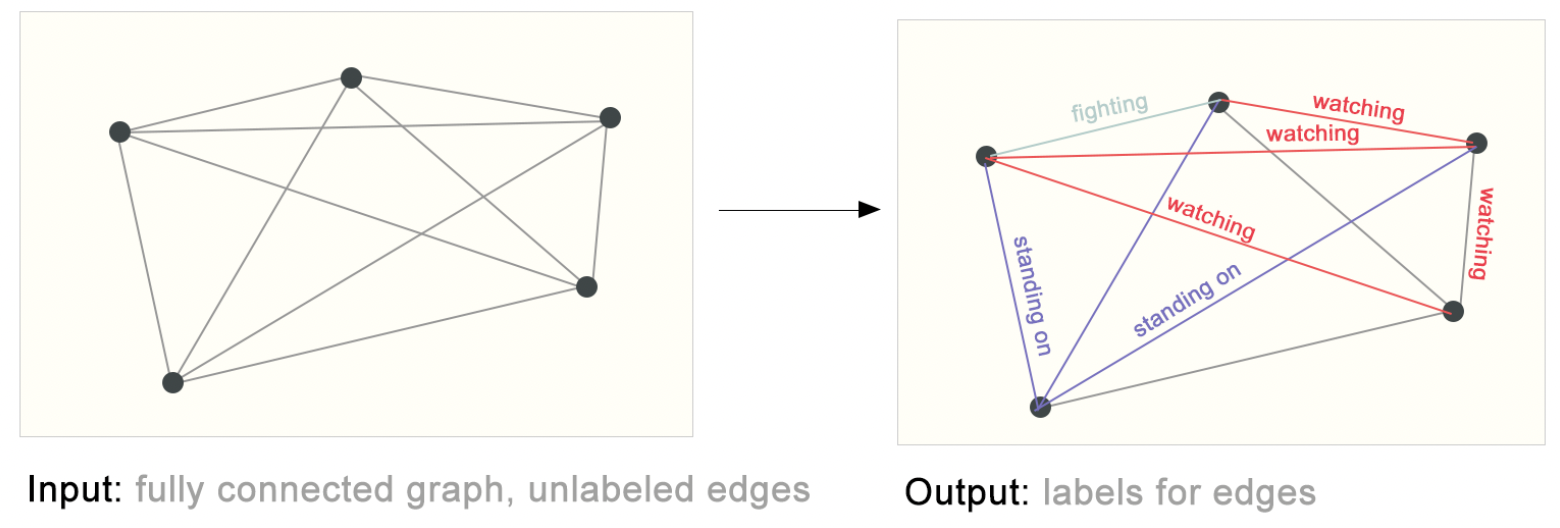 fighting
watching
watching
watching
watching
standing on
standing on
Input: fully connected graph, unlabeled edges
Output: labels for edges